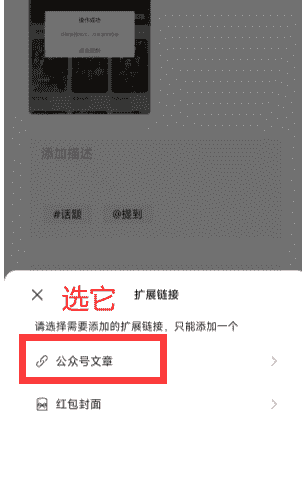 操作成功
添加描述
#话题 @提到
选它 扩展链接
请选择需要添加的扩展链接，只能添加一个
公众号文章
红包封面